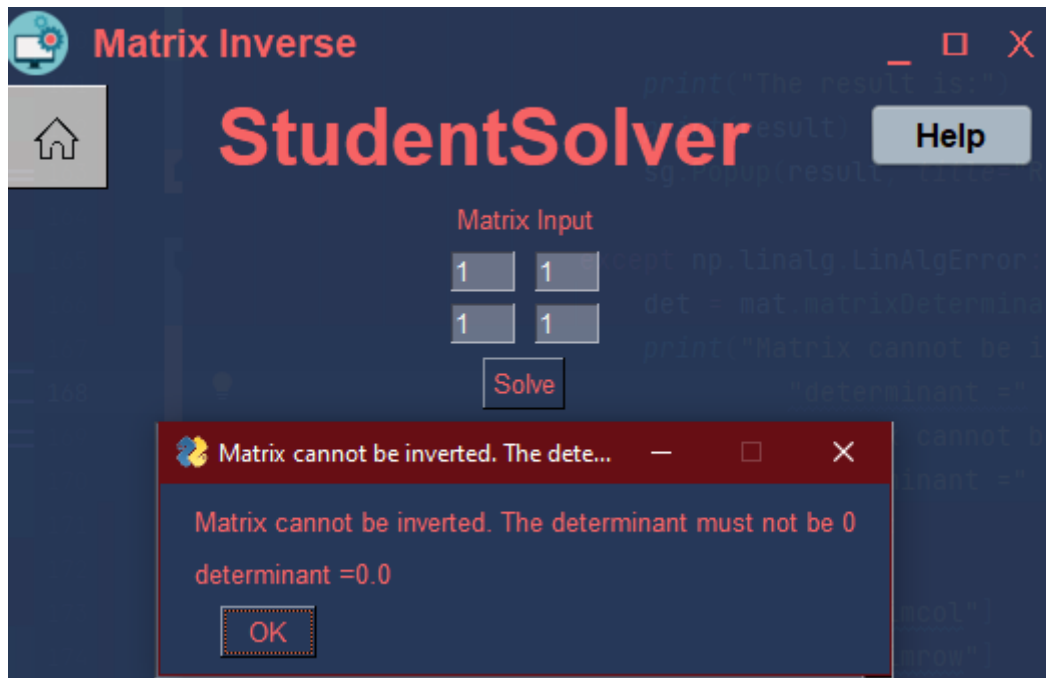 Matrix Inverse
print("The result is:")
StudentSolver
Help
result)
sg.Popup(result, title="R
Matrix Input
1 1
except np.linalg.LinAlgError:
1 1
det = mat.matrixDetermina
print("Matrix cannot be i
Solve
168
"determinant ="
Matrix cannot be inverted. The dete...
cannot b
inant ="
Matrix cannot be inverted. The determinant must not be 0
determinant =0.0
mcol"]
OK
mrow"]